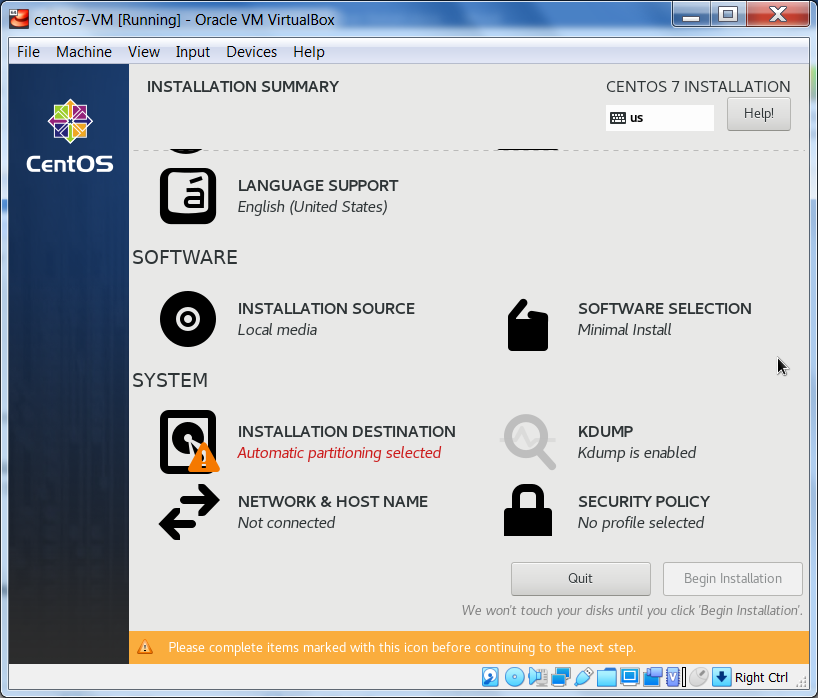 centos7-VM [Running] - Oracle VM VirtualBox
File Machine View Input Devices Help
INSTALLATION SUMMARY
CENTOS 7 INSTALLATION
us
Help!
CentOS
á
LANGUAGE SUPPORT
English (United States)
SOFTWARE
INSTALLATION SOURCE
Local media
SOFTWARE SELECTION
Minimal Install
SYSTEM
INSTALLATION DESTINATION
Automatic partitioning selected
KDUMP
Kdump is enabled
NETWORK & HOST NAME
Not connected
SECURITY POLICY
No profile selected
Quit
Begin Installation
We won't touch your disks until you click 'Begin Installation'.
Please complete items marked with this icon before continuing to the next step.
Right Ctrl